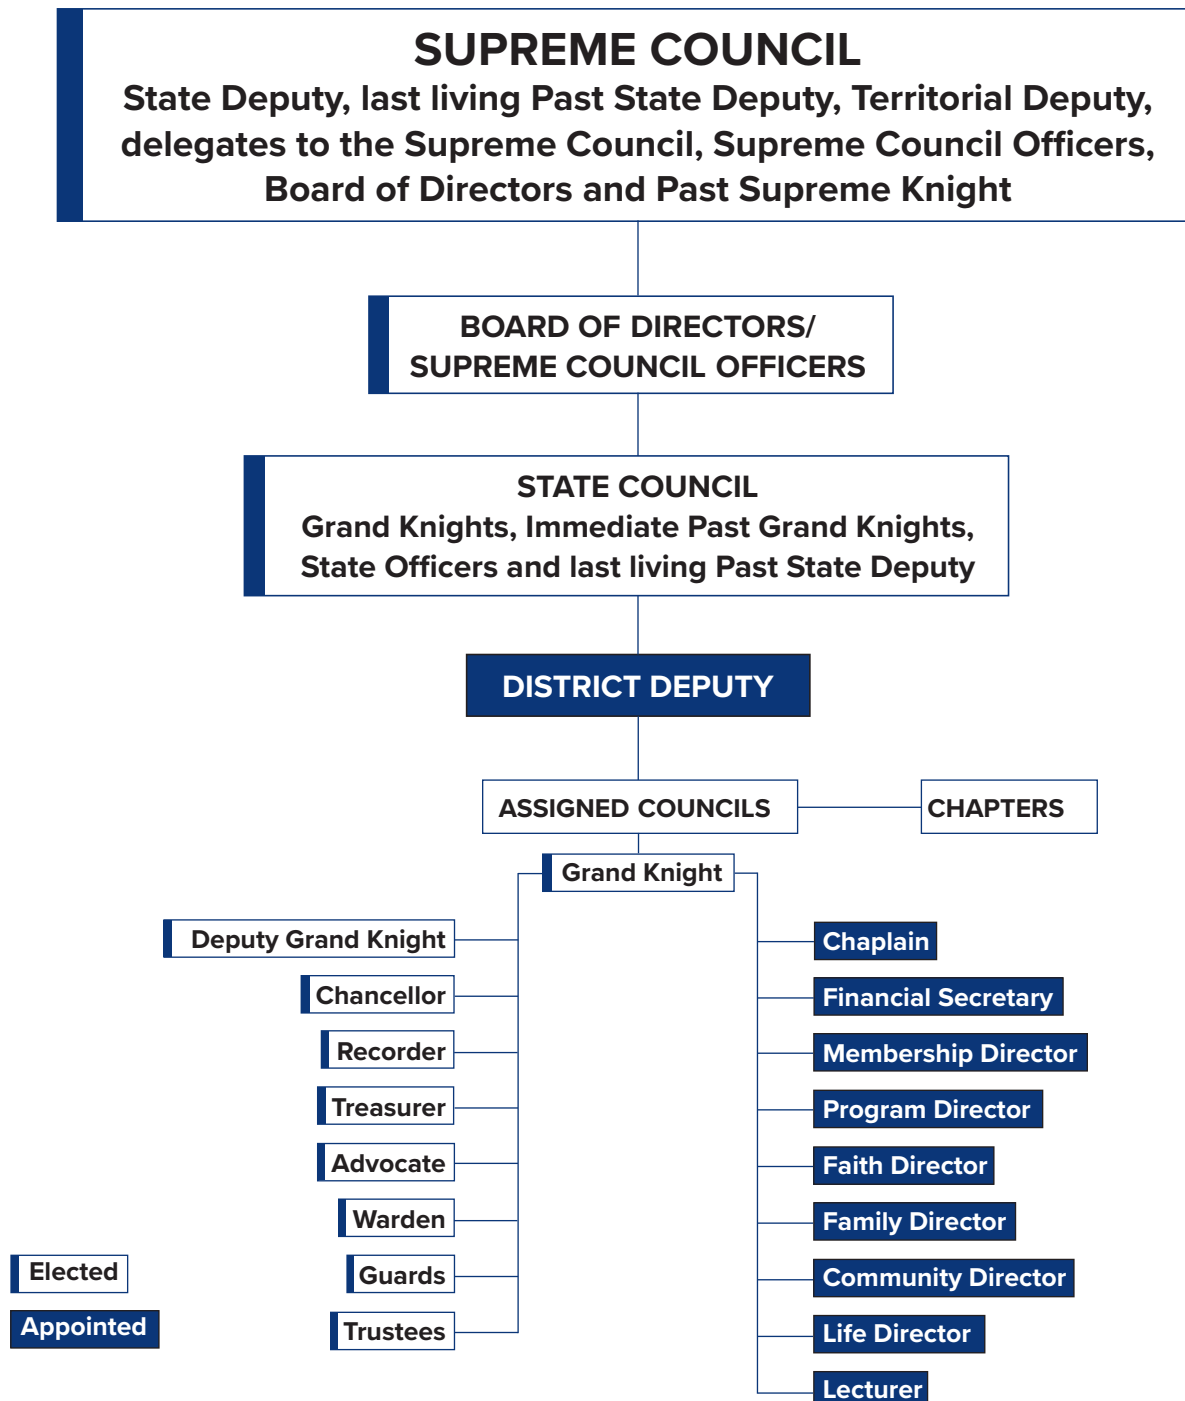 SUPREME COUNCIL
State Deputy, last living Past State Deputy, Territorial Deputy,
delegates to the Supreme Council, Supreme Council Officers,
Board of Directors and Past Supreme Knight
BOARD OF DIRECTORS/
SUPREME COUNCIL OFFICERS
STATE COUNCIL
Grand Knights, Immediate Past Grand Knights,
State Officers and last living Past State Deputy
DISTRICT DEPUTY
ASSIGNED COUNCILS
CHAPTERS
Grand Knight
Deputy Grand Knight
Chancellor
Recorder
Treasurer
Advocate
Warden
Guards
Trustees
Chaplain
Financial Secretary
Membership Director
Program Director
Faith Director
Family Director
Community Director
Life Director
Lecturer
Elected
Appointed